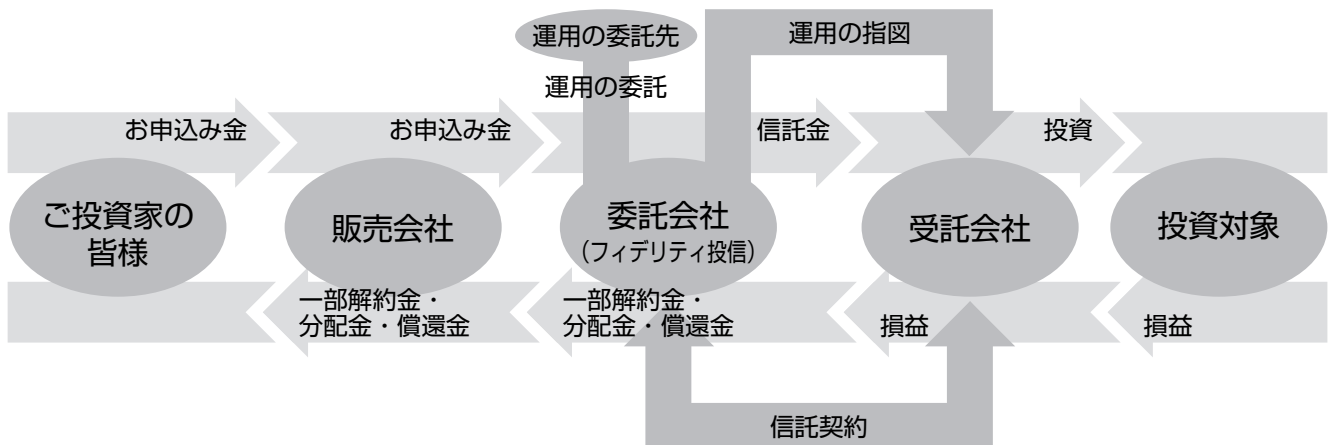 運用の委託先
運用の指図
運用の委託
お申込み金
お申込み金
信託金
投資
ご投資家の
皆様
販売会社
委託会社
(フィデリティ投信)
受託会社
投資対象
一部解約金・
分配金・償還金
一部解約金・
分配金・償還金
損益
損益
信託契約